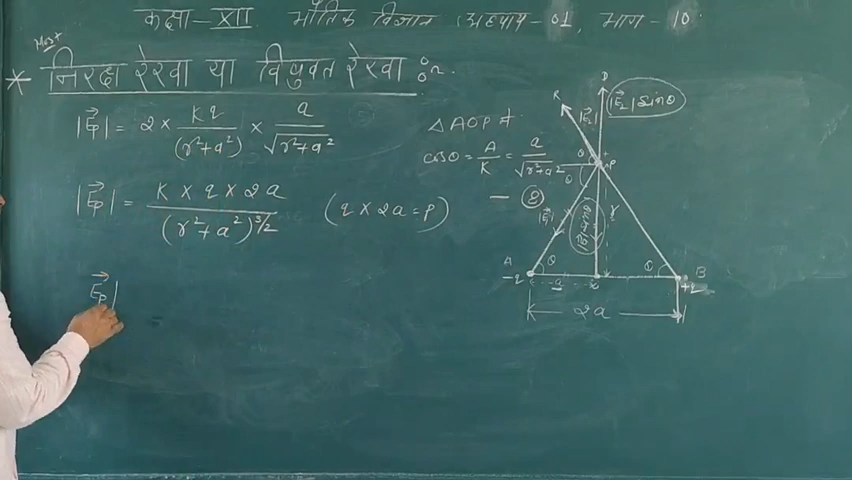 कक्षा - XII भौतिक विज्ञान अध्याय - 01, भाग - 10
Most
* निरक्ष रेखा या विषुवत रेखा :-
|E⃗p| = 2 × Kq/(r²+a²) × a/√(r²+a²)
|E⃗p| = K × q × 2a/(r²+a²)^3/2 (q × 2a = P)
E⃗p|
△AOP में
cosθ = A/K = a/√(r²+a²)
- ②
D
|E⃗₂| sinθ
R
|E⃗₂|
θ
P
θ
|E⃗₁|
r
A θ θ B
-q a +q
2a